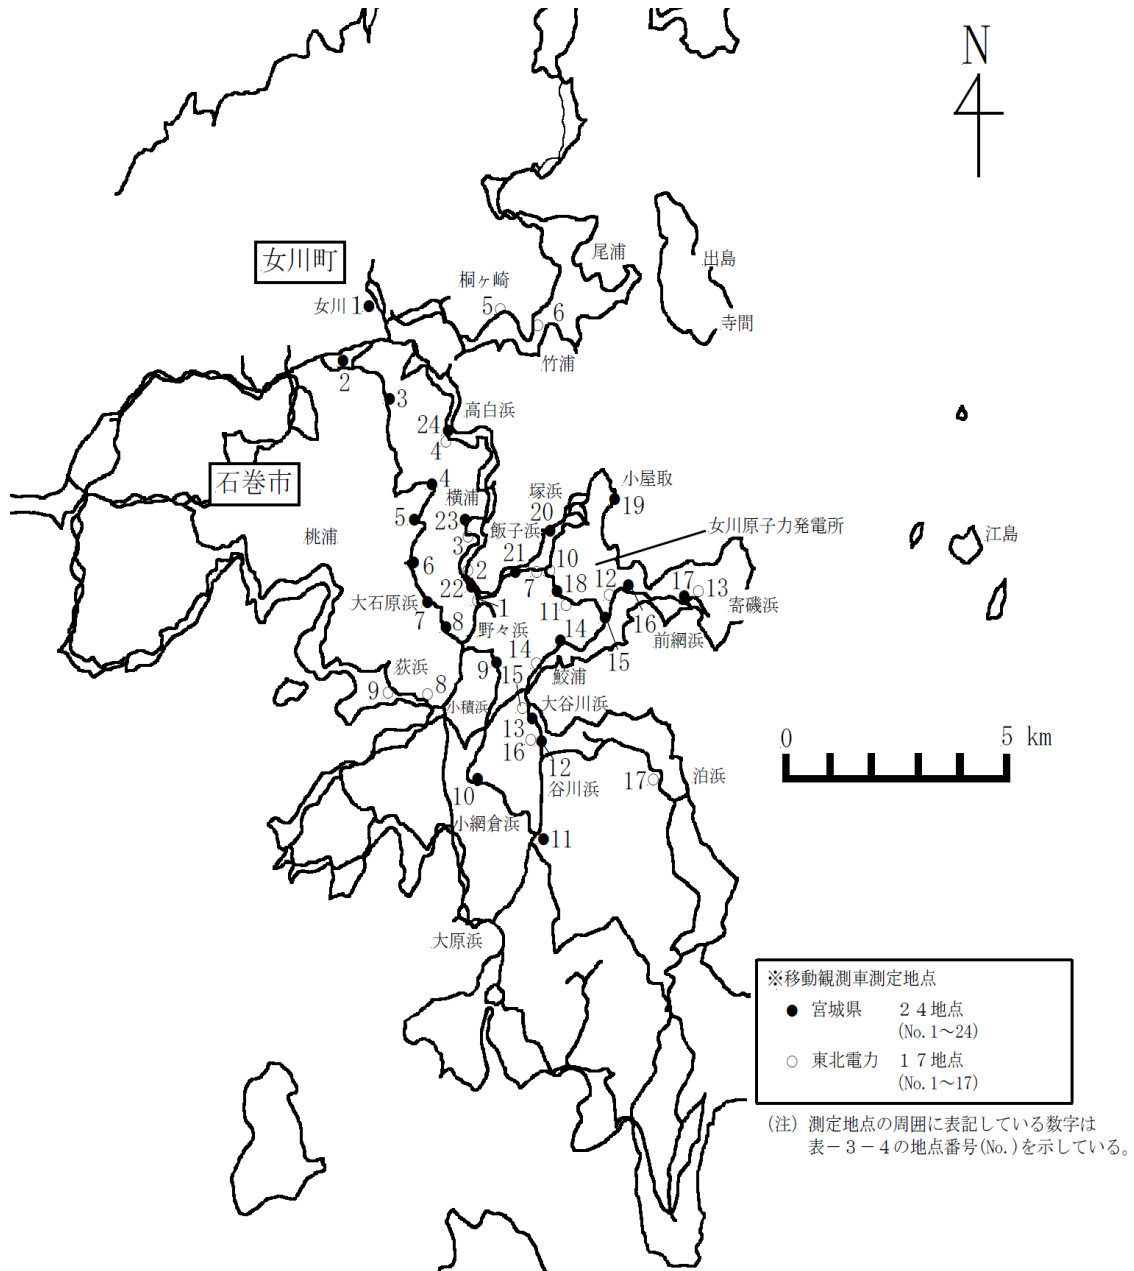 N
女川町
尾浦
出島
桐ヶ崎
女川 1
5
6
寺間
竹浦
2
3
高白浜
24
4
石巻市
4
小屋取
塚浜
19
横浦
20
5
23
飯子浜
女川原子力発電所
桃浦
3
江島
21
10
6
2
7
18
12
17
13
22
大石原浜
1
11
寄磯浜
7
8
野々浜
14
16
前網浜
15
9
14
荻浜
15
鮫浦
9
8
小積浜
大谷川浜
13
16
0
5 km
12
10
谷川浜
17
泊浜
小網倉浜
11
大原浜
※移動観測車測定地点
● 宮城県 24地点
(No.1～24)
○ 東北電力 17地点
(No.1～17)
(注) 測定地点の周囲に表記している数字は
表－3－4の地点番号(No.)を示している。